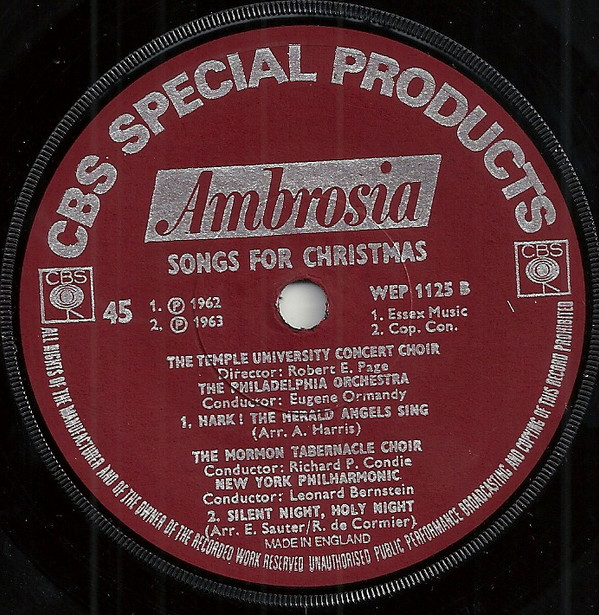 CBS SPECIAL PRODUCTS
Ambrosia
SONGS FOR CHRISTMAS
CBS
CBS
45
1. Ⓟ 1962
2. Ⓟ 1963
WEP 1125 B
1. Essex Music
2. Cop. Con.
THE TEMPLE UNIVERSITY CONCERT CHOIR
Director: Robert E. Page
THE PHILADELPHIA ORCHESTRA
Conductor: Eugene Ormandy
1. HARK! THE HERALD ANGELS SING
(Arr. A. Harris)
THE MORMON TABERNACLE CHOIR
Conductor: Richard P. Condie
NEW YORK PHILHARMONIC
Conductor: Leonard Bernstein
2. SILENT NIGHT, HOLY NIGHT
(Arr. E. Sauter/R. de Cormier)
MADE IN ENGLAND
ALL RIGHTS OF THE MANUFACTURER AND OF THE OWNER OF THE RECORDED WORK RESERVED UNAUTHORISED PUBLIC PERFORMANCE BROADCASTING AND COPYING OF THIS RECORD PROHIBITED